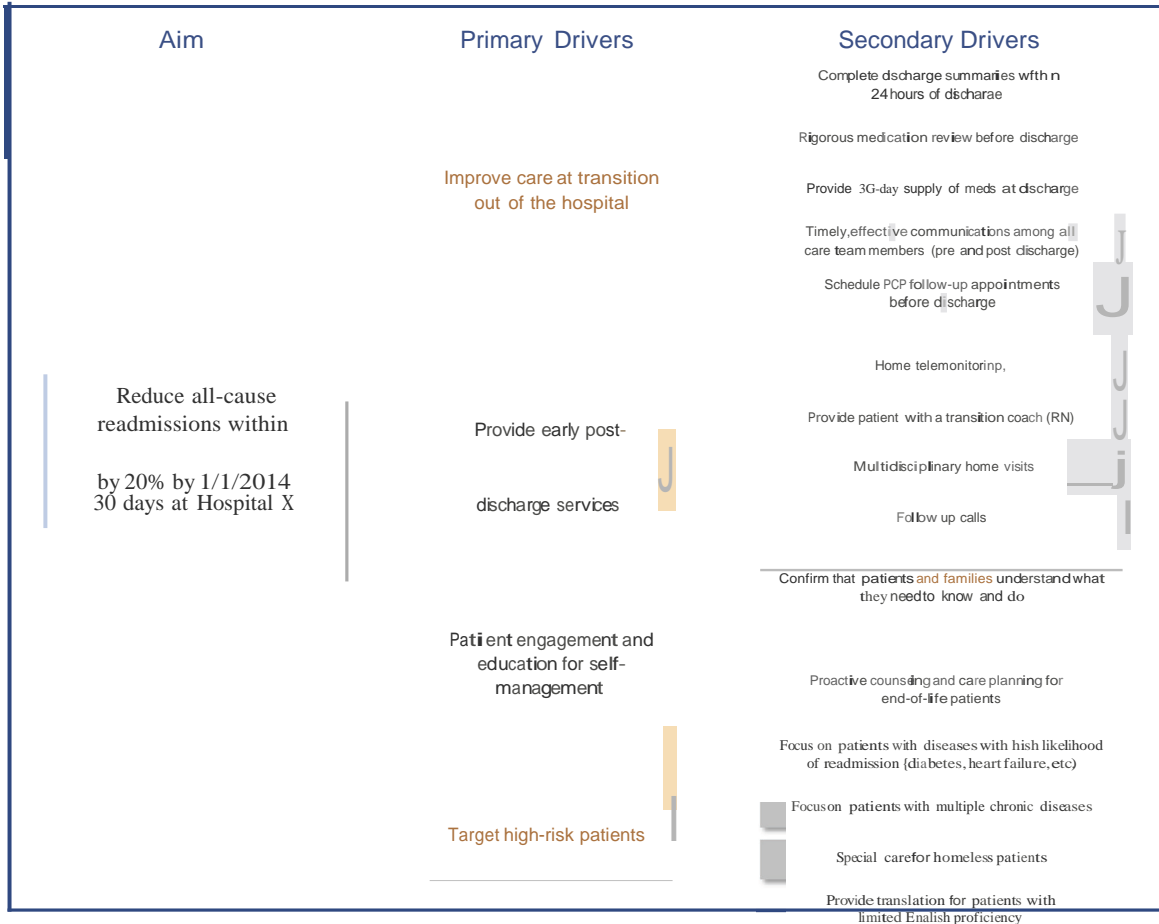 Aim
Primary Drivers
Secondary Drivers
Complete dscharge summaries wfth n
24 hours of discharae
Rigorous medication review before discharge
Improve care at transition
out of the hospital
Provide 3G-day supply of meds at discharge
Timely,effective communications among all
care team members (pre and post discharge)
J
Schedule PCP follow-up appointments
before discharge
J
Home telemonitorinp,
J
Reduce all-cause
readmissions within
by 20% by 1/1/2014
30 days at Hospital X
Provide early post-
discharge services
J
Provide patient with a transition coach (RN)
J
Multidisciplinary home visits
j
Follow up calls
I
Confirm that patients and families understand what
they need to know and do
Patient engagement and
education for self-
management
Proactive counseing and care planning for
end-of-life patients
Focus on patients with diseases with hish likelihood
of readmission {diabetes, heart failure, etc)
Focus on patients with multiple chronic diseases
Target high-risk patients
I
Special care for homeless patients
Provide translation for patients with
limited Enalish proficiency